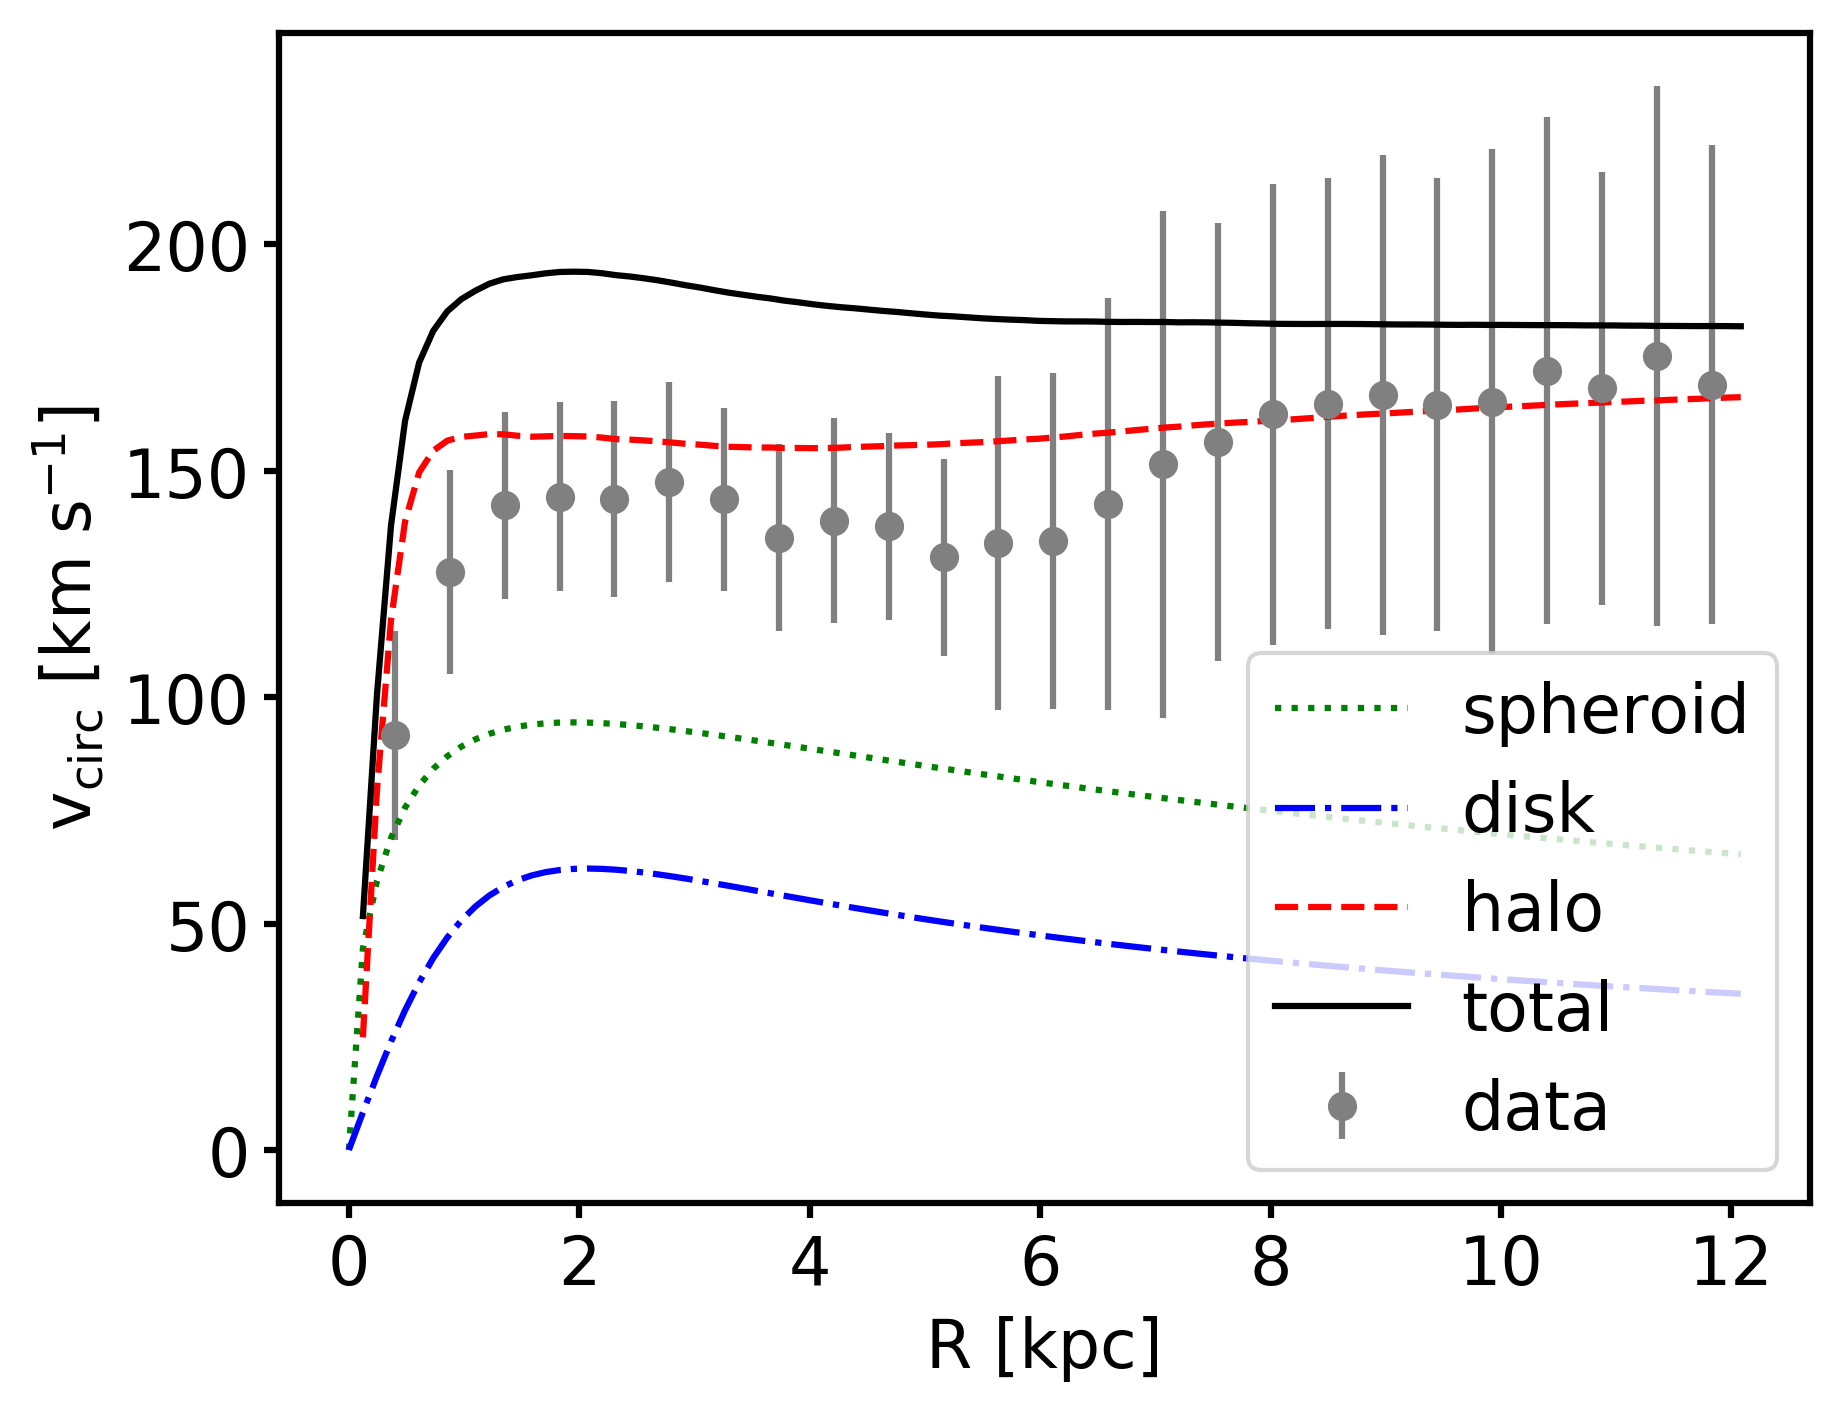 v_circ [km s⁻¹]
200
150
100
50
0
spheroid
disk
halo
total
data
0 2 4 6 8 10 12
R [kpc]